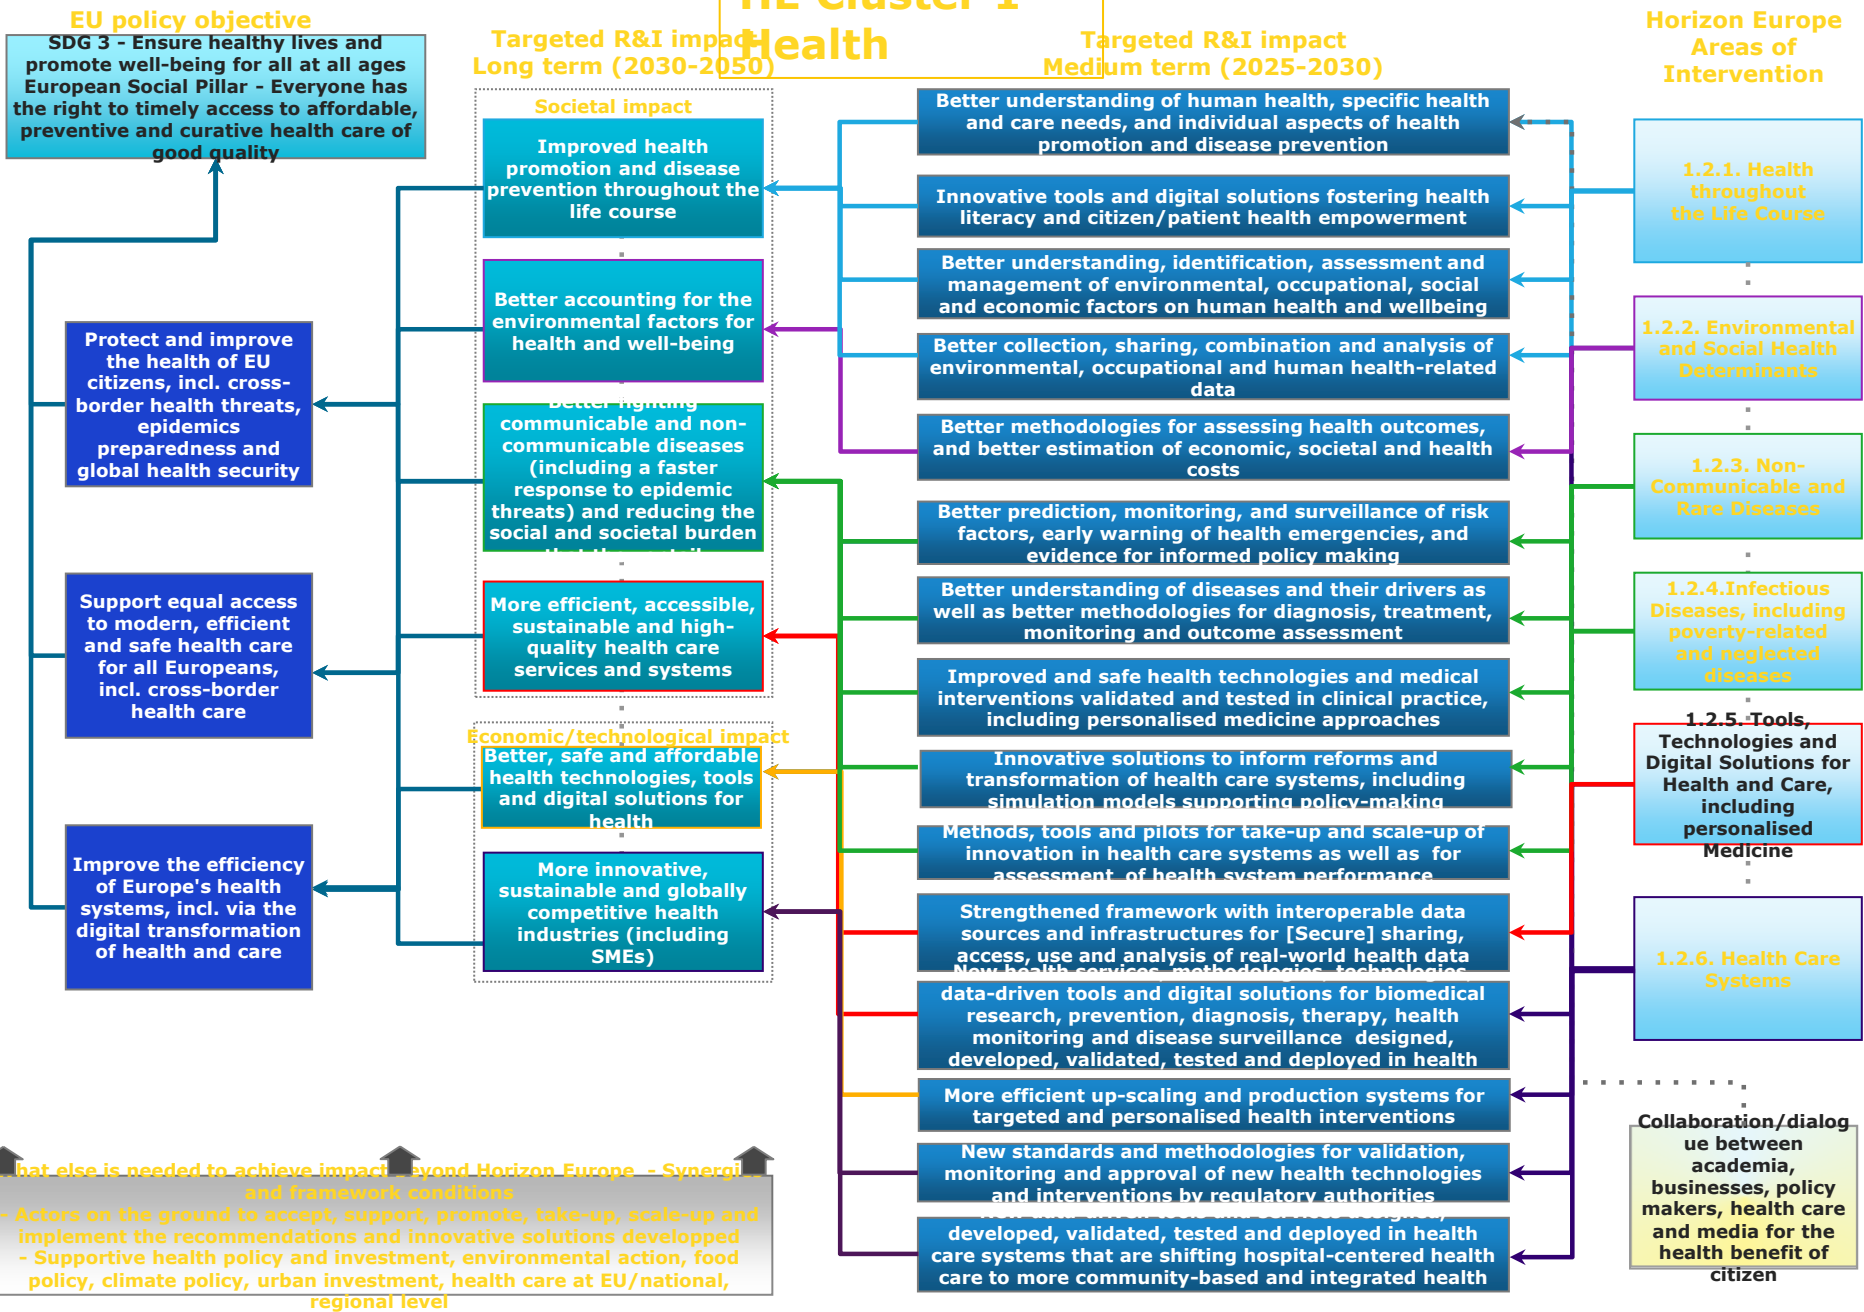 HE Cluster 1
Health
EU policy objective
SDG 3 - Ensure healthy lives and
promote well-being for all at all ages
European Social Pillar - Everyone has
the right to timely access to affordable,
preventive and curative health care of
good quality
Protect and improve
the health of EU
citizens, incl. cross-
border health threats,
epidemics
preparedness and
global health security
Support equal access
to modern, efficient
and safe health care
for all Europeans,
incl. cross-border
health care
Improve the efficiency
of Europe's health
systems, incl. via the
digital transformation
of health and care
Targeted R&I impact
Long term (2030-2050)
Societal impact
Improved health
promotion and disease
prevention throughout the
life course
Better accounting for the
environmental factors for
health and well-being
Better fighting
communicable and non-
communicable diseases
(including a faster
response to epidemic
threats) and reducing the
social and societal burden
that they entail
More efficient, accessible,
sustainable and high-
quality health care
services and systems
Economic/technological impact
Better, safe and affordable
health technologies, tools
and digital solutions for
health
More innovative,
sustainable and globally
competitive health
industries (including
SMEs)
Targeted R&I impact
Medium term (2025-2030)
Better understanding of human health, specific health
and care needs, and individual aspects of health
promotion and disease prevention
Innovative tools and digital solutions fostering health
literacy and citizen/patient health empowerment
Better understanding, identification, assessment and
management of environmental, occupational, social
and economic factors on human health and wellbeing
Better collection, sharing, combination and analysis of
environmental, occupational and human health-related
data
Better methodologies for assessing health outcomes,
and better estimation of economic, societal and health
costs
Better prediction, monitoring, and surveillance of risk
factors, early warning of health emergencies, and
evidence for informed policy making
Better understanding of diseases and their drivers as
well as better methodologies for diagnosis, treatment,
monitoring and outcome assessment
Improved and safe health technologies and medical
interventions validated and tested in clinical practice,
including personalised medicine approaches
Innovative solutions to inform reforms and
transformation of health care systems, including
simulation models supporting policy-making
Methods, tools and pilots for take-up and scale-up of
innovation in health care systems as well as for
assessment of health system performance
Strengthened framework with interoperable data
sources and infrastructures for [Secure] sharing,
access, use and analysis of real-world health data
New health services, methodologies, technologies,
data-driven tools and digital solutions for biomedical
research, prevention, diagnosis, therapy, health
monitoring and disease surveillance designed,
developed, validated, tested and deployed in health
More efficient up-scaling and production systems for
targeted and personalised health interventions
New standards and methodologies for validation,
monitoring and approval of new health technologies
and interventions by regulatory authorities
New data-driven tools and services designed,
developed, validated, tested and deployed in health
care systems that are shifting hospital-centered health
care to more community-based and integrated health
Horizon Europe
Areas of
Intervention
1.2.1. Health
throughout
the Life Course
1.2.2. Environmental
and Social Health
Determinants
1.2.3. Non-
Communicable and
Rare Diseases
1.2.4.Infectious
Diseases, including
poverty-related
and neglected
diseases
1.2.5. Tools,
Technologies and
Digital Solutions for
Health and Care,
including
personalised
Medicine
1.2.6. Health Care
Systems
Collaboration/dialog
ue between
academia,
businesses, policy
makers, health care
and media for the
health benefit of
citizen
else is needed to achieve impact beyond Horizon Europe - Synergies
and framework conditions
- Actors on the ground to accept, support, promote, take-up, scale-up and
implement the recommendations and innovative solutions developped
- Supportive health policy and investment, environmental action, food
policy, climate policy, urban investment, health care at EU/national,
regional level